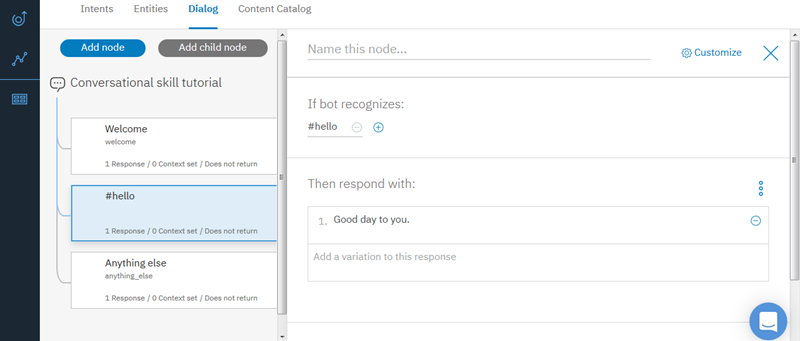 Intents Entities Dialog Content Catalog
Add node Add child node
Conversational skill tutorial
Welcome
welcome
1 Response / 0 Context set / Does not return
#hello
1 Response / 0 Context set / Does not return
Anything else
anything_else
1 Response / 0 Context set / Does not return
Name this node...
Customize
If bot recognizes:
#hello
Then respond with:
1. Good day to you.
Add a variation to this response